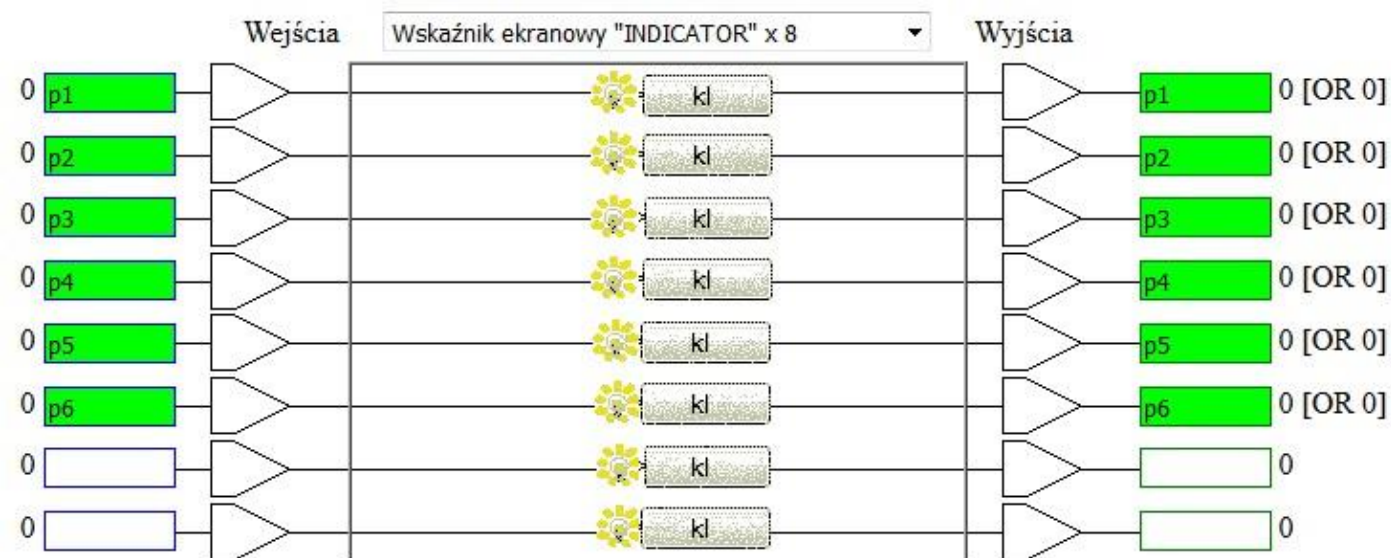 Wejścia Wskaźnik ekranowy "INDICATOR" x 8 Wyjścia
0 p1 kl p1 0 [OR 0]
0 p2 kl p2 0 [OR 0]
0 p3 kl p3 0 [OR 0]
0 p4 kl p4 0 [OR 0]
0 p5 kl p5 0 [OR 0]
0 p6 kl p6 0 [OR 0]
0 kl 0
0 kl 0